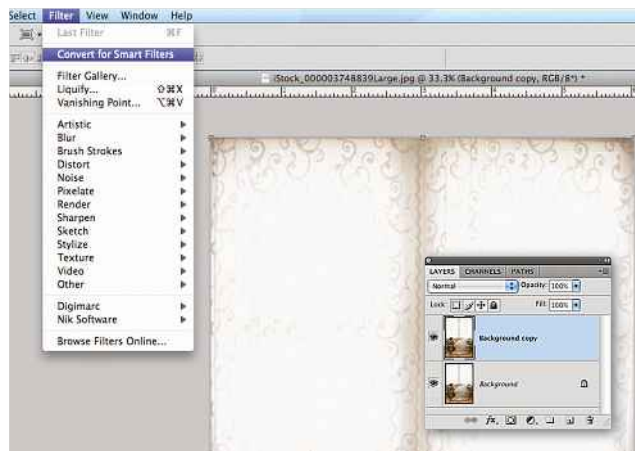 Select Filter View Window Help
Last Filter ⌘F
Convert for Smart Filters
Filter Gallery...
Liquify... ⇧⌘X
Vanishing Point... ⌥⌘V
Artistic
Blur
Brush Strokes
Distort
Noise
Pixelate
Render
Sharpen
Sketch
Stylize
Texture
Video
Other
Digimarc
Nik Software
Browse Filters Online...
iStock_000003748839Large.jpg @ 33.3% (Background copy, RGB/8*) *
LAYERS CHANNELS PATHS
Normal Opacity: 100%
Lock: Fill: 100%
Background copy
Background
fx.